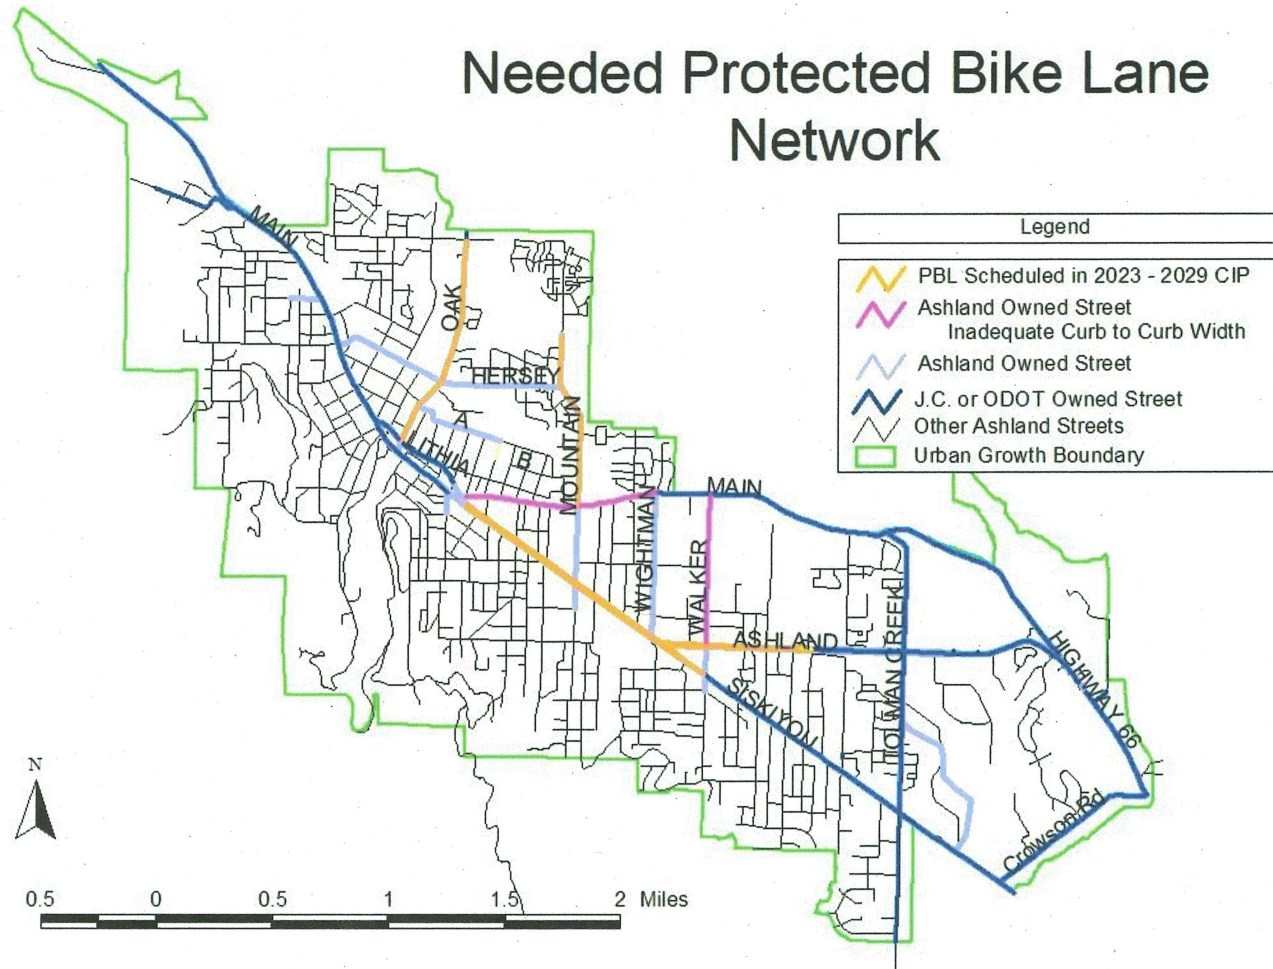 Needed Protected Bike Lane
Network
Legend
PBL Scheduled in 2023 - 2029 CIP
Ashland Owned Street
Inadequate Curb to Curb Width
Ashland Owned Street
J.C. or ODOT Owned Street
Other Ashland Streets
Urban Growth Boundary
MAIN
OAK
HERSEY
A
LITHIA
B
MOUNTAIN
MAIN
WIGHTMAN
WALKER
ASHLAND
TOLMAN CREEK
HIGHWAY 66
SISKIYOU
Crowson Rd
N
0.5 0 0.5 1 1.5 2 Miles